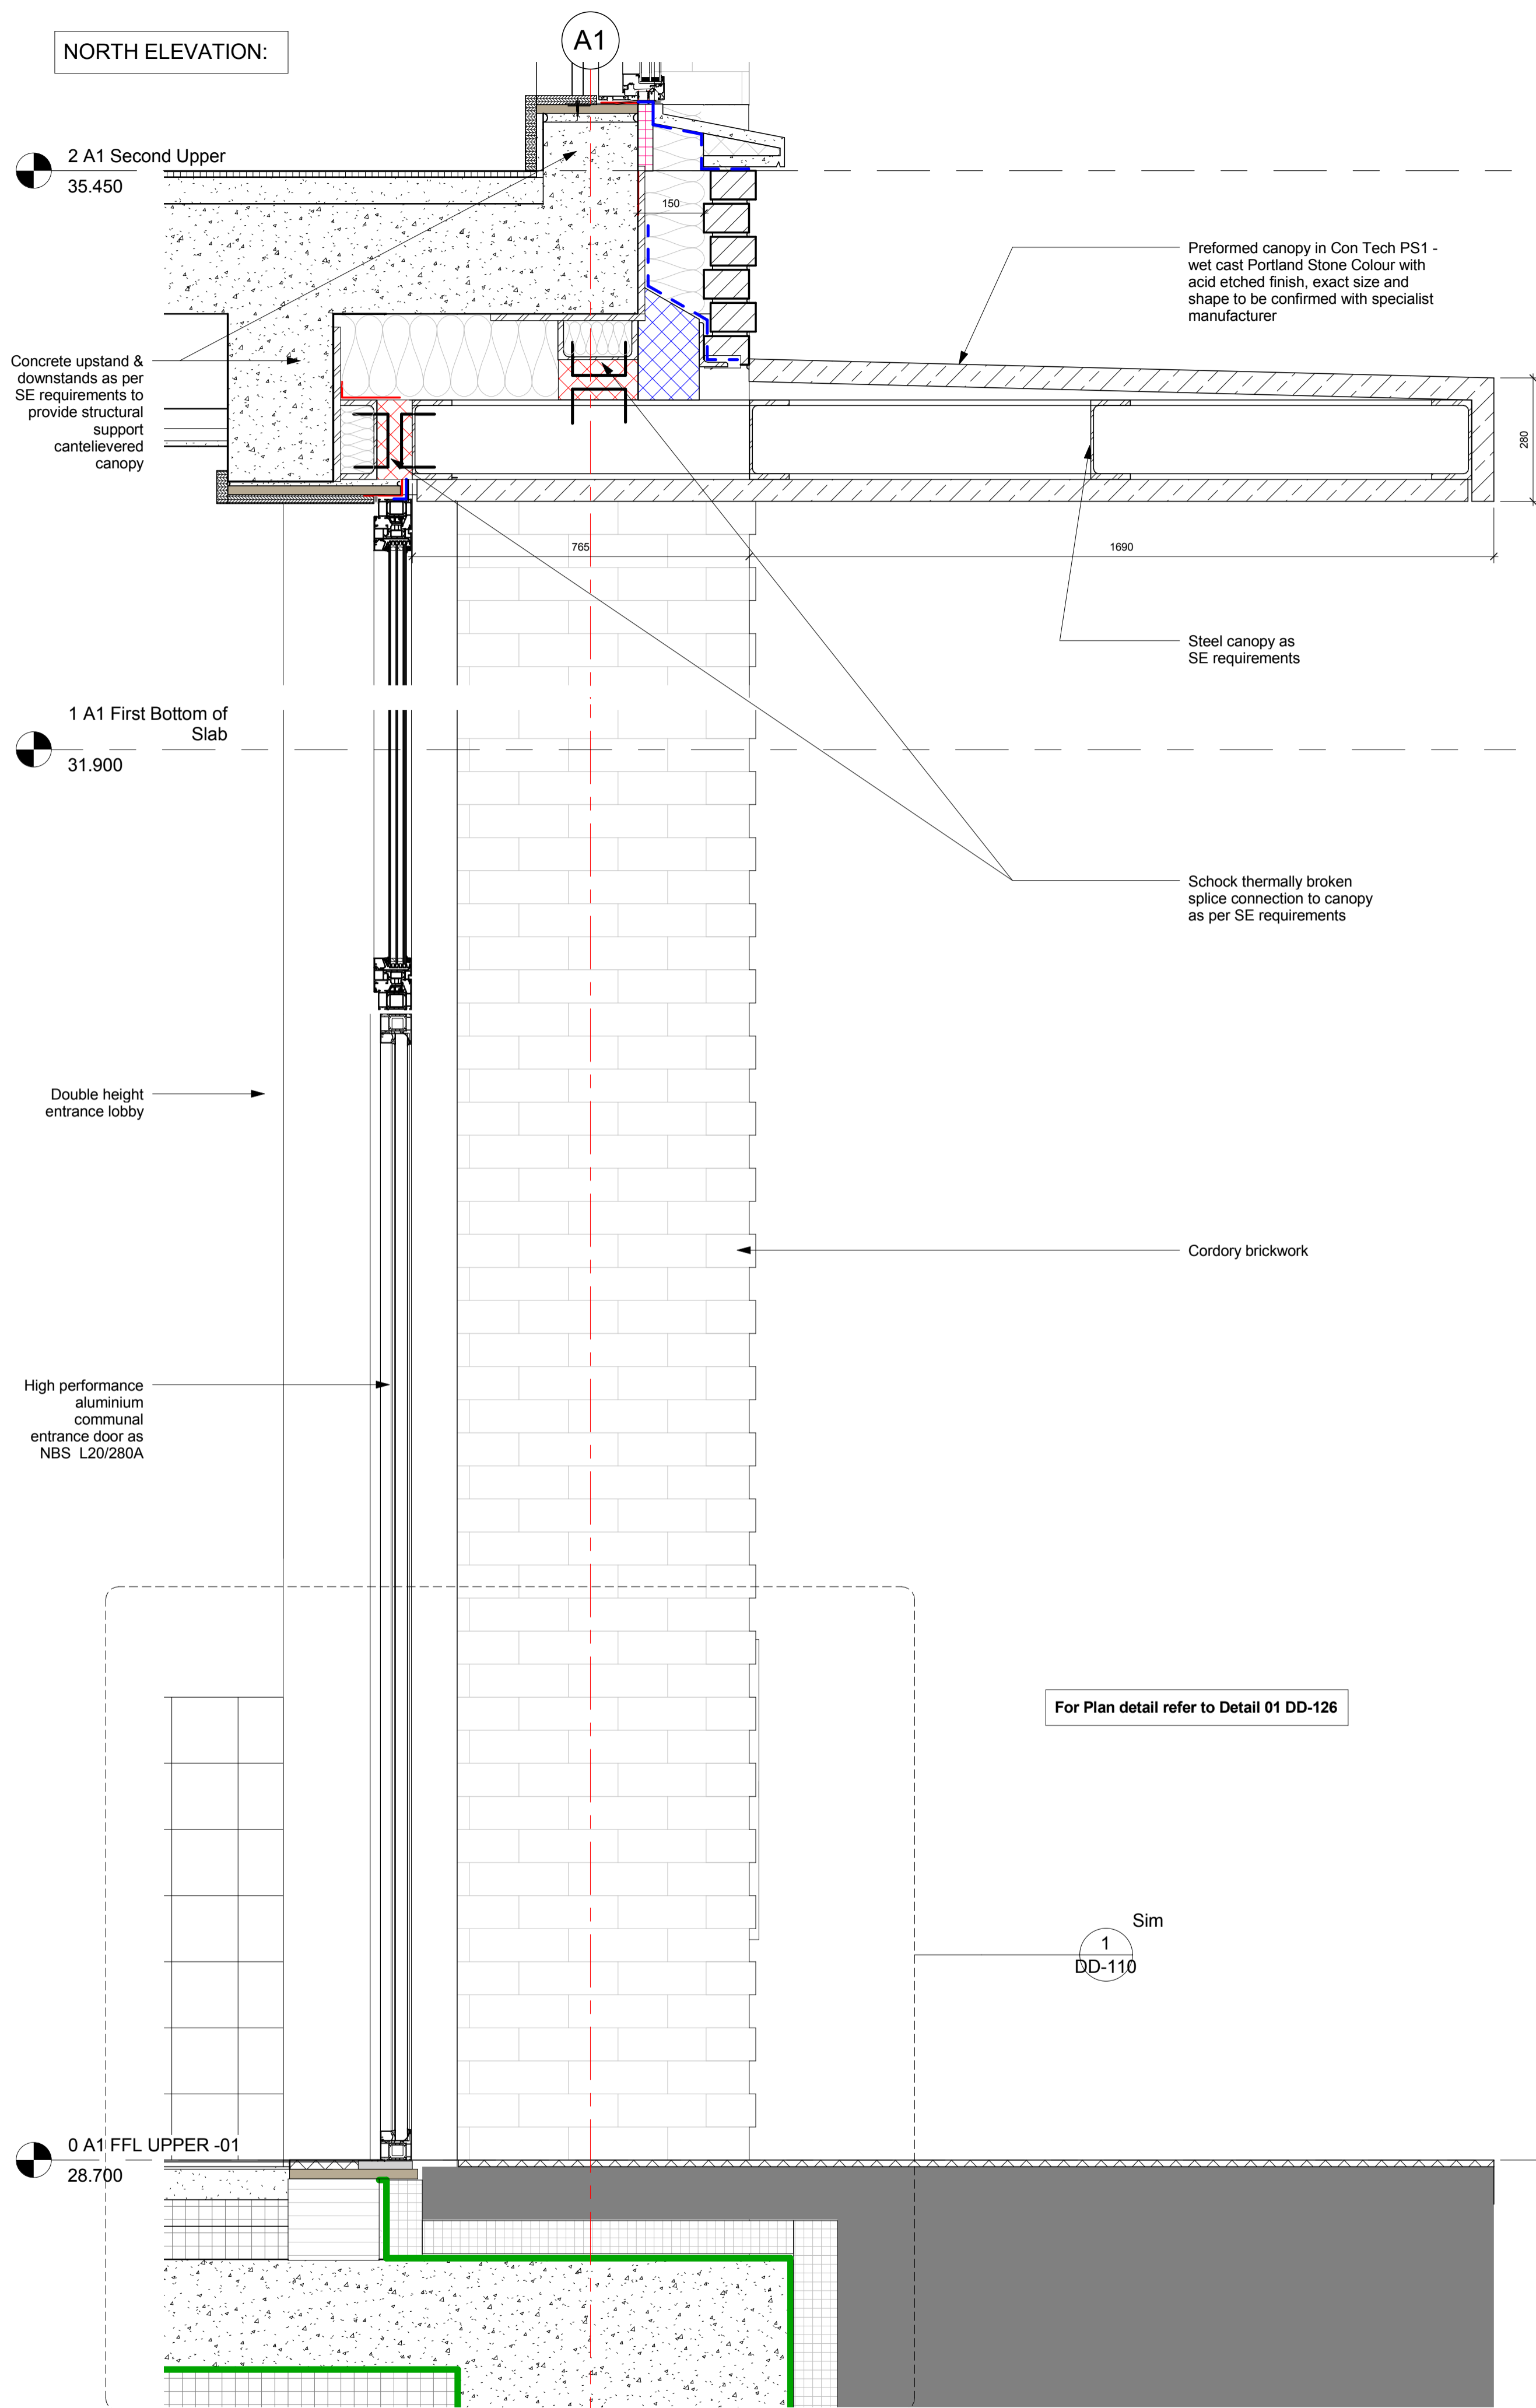 NORTH ELEVATION:
A1
2 A1 Second Upper
35.450
150
Preformed canopy in Con Tech PS1 -
wet cast Portland Stone Colour with
acid etched finish, exact size and
shape to be confirmed with specialist
manufacturer
Concrete upstand &
downstands as per
SE requirements to
provide structural
support
cantelievered
canopy
280
765
1690
Steel canopy as
SE requirements
1 A1 First Bottom of
Slab
31.900
Schock thermally broken
splice connection to canopy
as per SE requirements
Double height
entrance lobby
Cordory brickwork
High performance
aluminium
communal
entrance door as
NBS L20/280A
For Plan detail refer to Detail 01 DD-126
Sim
1
DD-110
0 A1 FFL UPPER -01
28.700